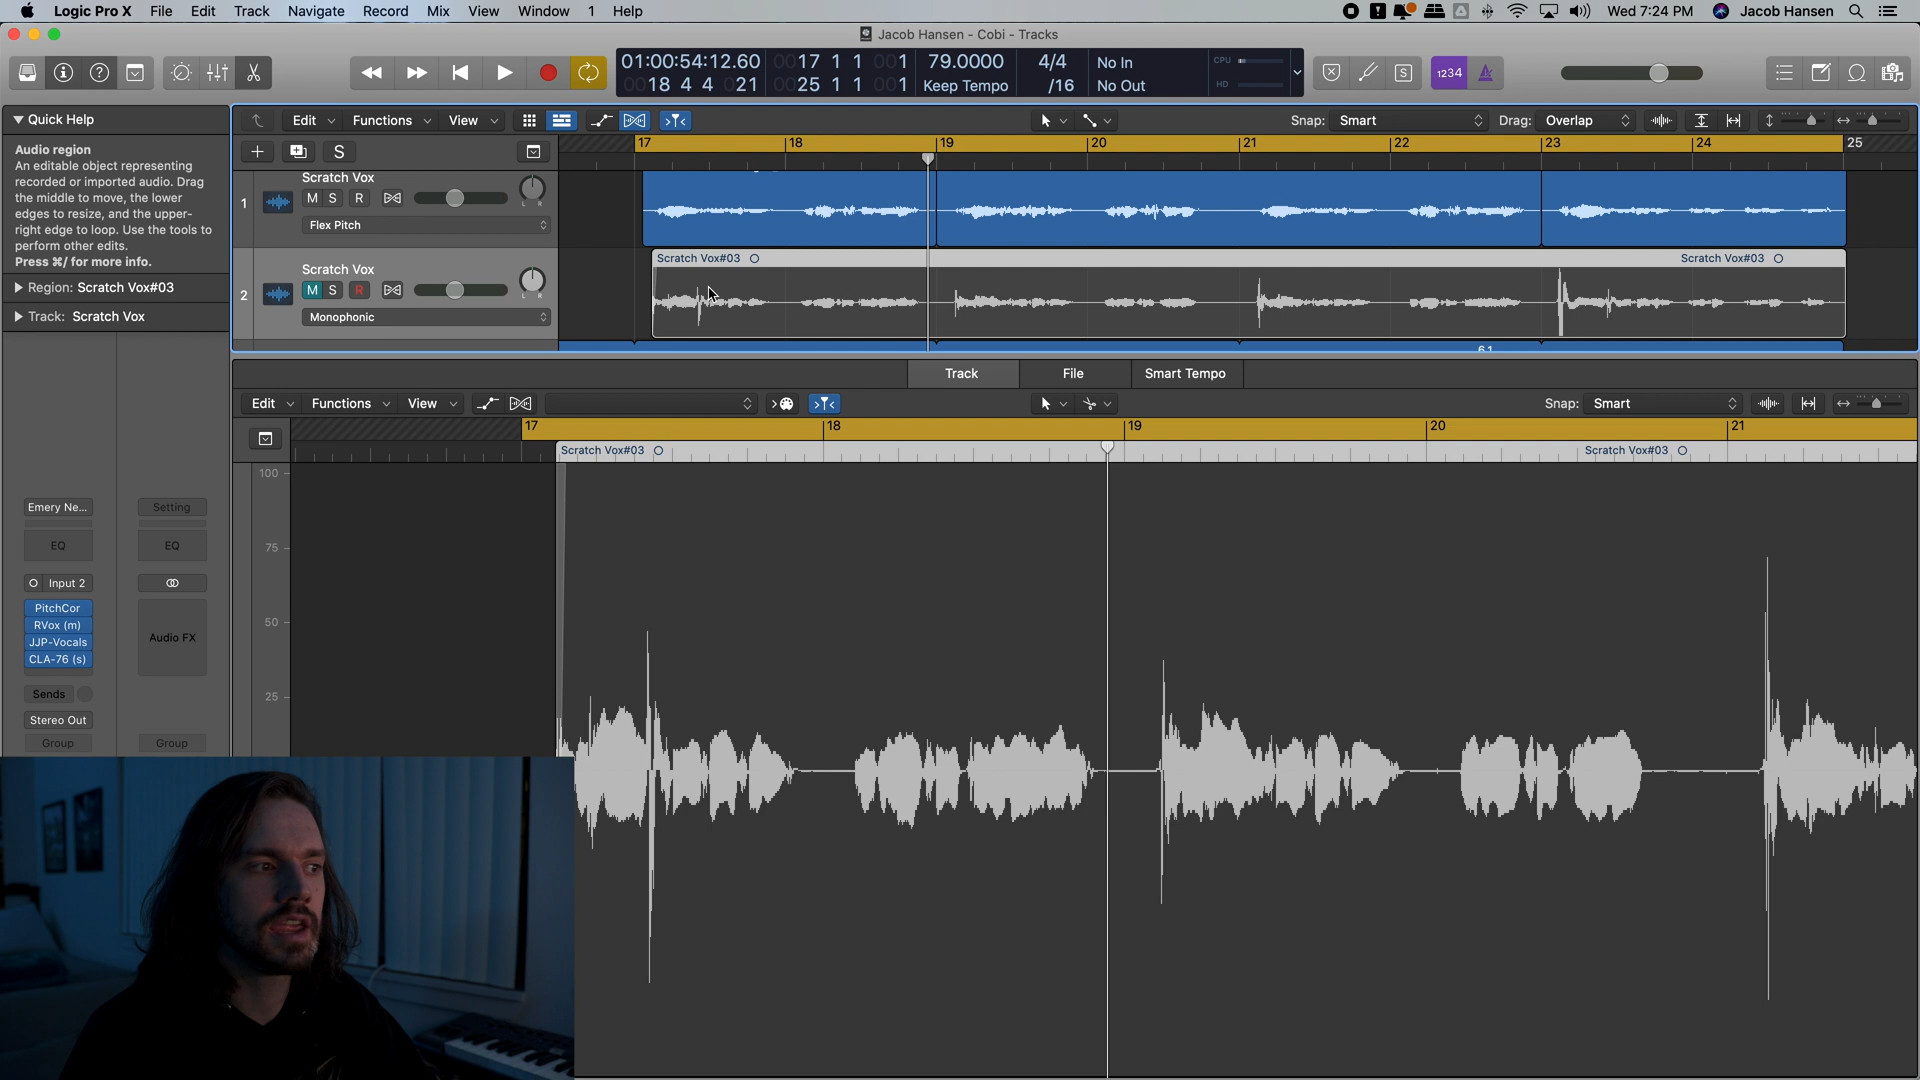 Logic Pro X File Edit Track Navigate Record Mix View Window 1 Help Wed 7:24 PM Jacob Hansen
Jacob Hansen - Cobi - Tracks
01:00:54:12.60 0017 1 1 001 79.0000 4/4 No In CPU
0018 4 4 021 0025 1 1 001 Keep Tempo /16 No Out HD
1234
Quick Help
Audio region
An editable object representing
recorded or imported audio. Drag
the middle to move, the lower
edges to resize, and the upper-
right edge to loop. Use the tools to
perform other edits.
Press ⌘/ for more info.
Region: Scratch Vox#03
Track: Scratch Vox
Edit Functions View Snap: Smart Drag: Overlap
S 17 18 19 20 21 22 23 24 25
1 Scratch Vox
M S R L R
Flex Pitch
2 Scratch Vox
M S R L R
Monophonic
Scratch Vox#03 Scratch Vox#03
Track File Smart Tempo
Edit Functions View Snap: Smart
17 18 19 20 21
Scratch Vox#03 Scratch Vox#03
100
75
50
25
Emery Ne... Setting
EQ EQ
Input 2
PitchCor
RVox (m)
JJP-Vocals
CLA-76 (s)
Audio FX
Sends
Stereo Out
Group Group